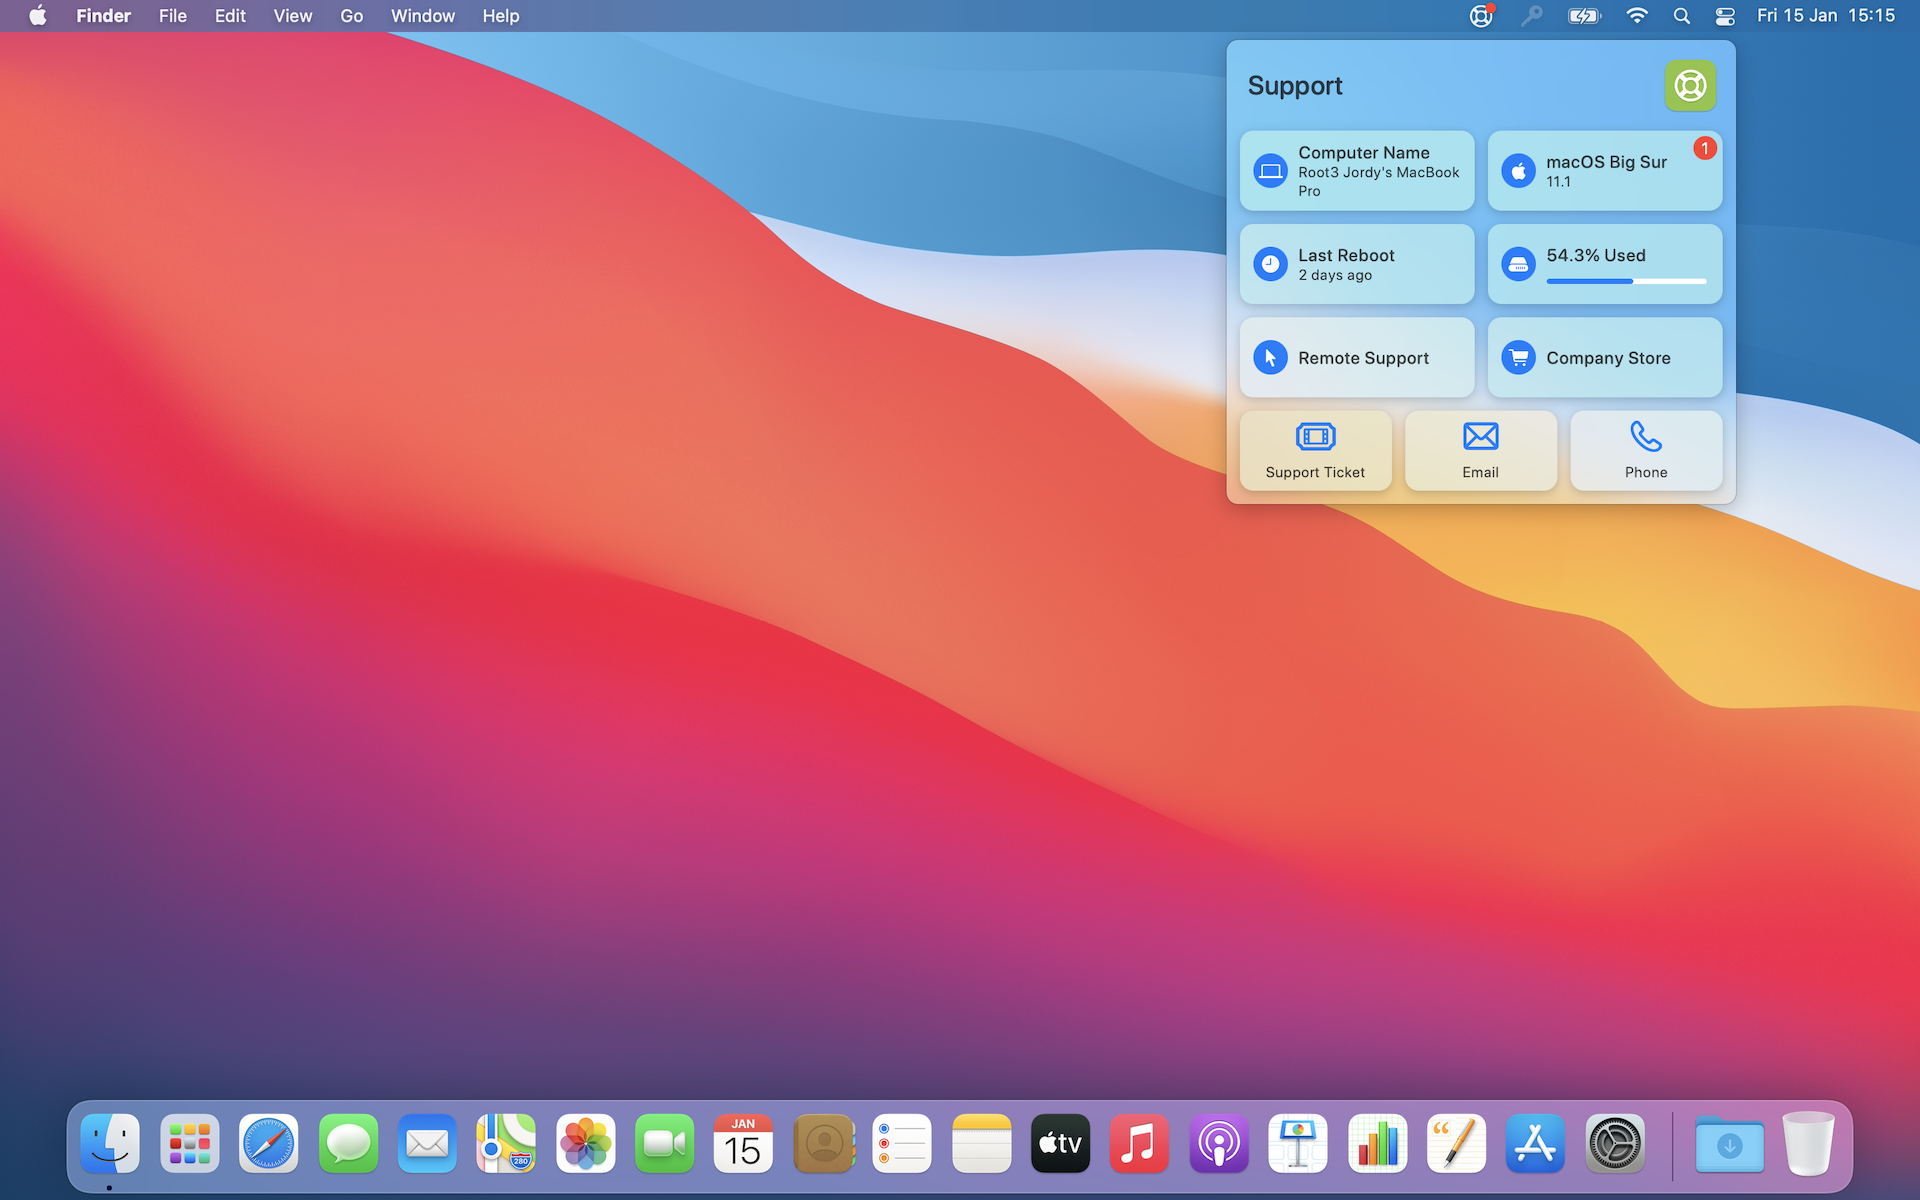 Finder File Edit View Go Window Help Fri 15 Jan 15:15
Support
Computer Name
Root3 Jordy's MacBook
Pro
1
macOS Big Sur
11.1
Last Reboot
2 days ago
54.3% Used
Remote Support
Company Store
Support Ticket
Email
Phone
280
JAN
15
tv